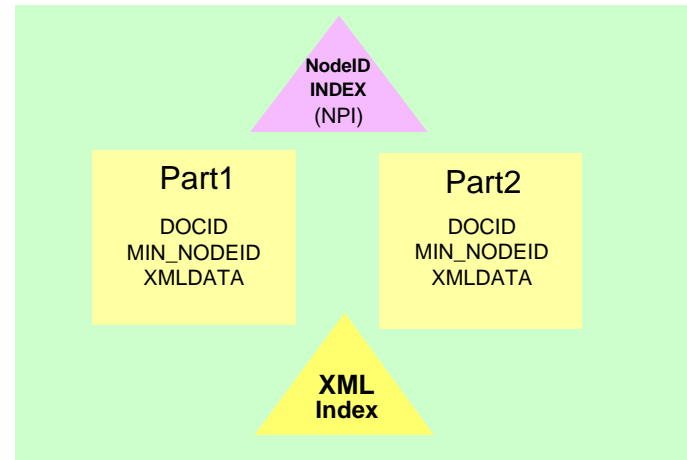 NodeID
INDEX
(NPI)
Part1
DOCID
MIN_NODEID
XMLDATA
Part2
DOCID
MIN_NODEID
XMLDATA
XML
Index